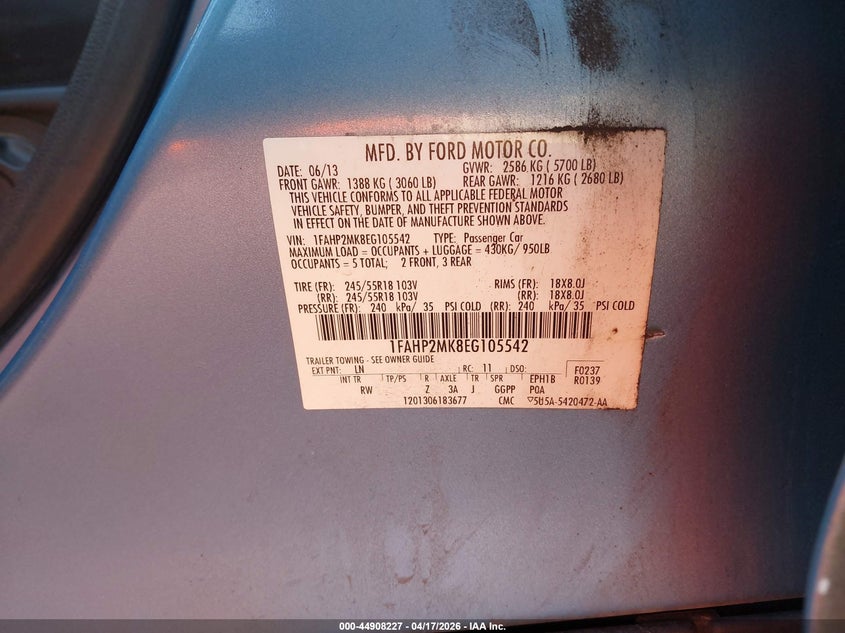 MFD. BY FORD MOTOR CO.
DATE: 06/13 GVWR: 2586 KG ( 5700 LB)
FRONT GAWR: 1388 KG ( 3060 LB) REAR GAWR: 1216 KG ( 2680 LB)
THIS VEHICLE CONFORMS TO ALL APPLICABLE FEDERAL MOTOR
VEHICLE SAFETY, BUMPER, AND THEFT PREVENTION STANDARDS
IN EFFECT ON THE DATE OF MANUFACTURE SHOWN ABOVE.
VIN: 1FAHP2MK8EG105542 TYPE: Passenger Car
MAXIMUM LOAD = OCCUPANTS + LUGGAGE = 430KG/ 950LB
OCCUPANTS = 5 TOTAL; 2 FRONT, 3 REAR
TIRE (FR): 245/55R18 103V RIMS (FR): 18X8.0J
(RR): 245/55R18 103V (RR): 18X8.0J
PRESSURE (FR): 240 kPa/ 35 PSI COLD (RR): 240 kPa/ 35 PSI COLD
1FAHP2MK8EG105542
TRAILER TOWING - SEE OWNER GUIDE
EXT PNT: LN RC: 11 DSO: F0237
INT TR TP/PS R AXLE TR SPR EPH1B R0139
RW Z 3A J GGPP POA
1201306183677 CMC ▽5U5A-5420472-AA
000-44908227 - 04/17/2026 - IAA Inc.